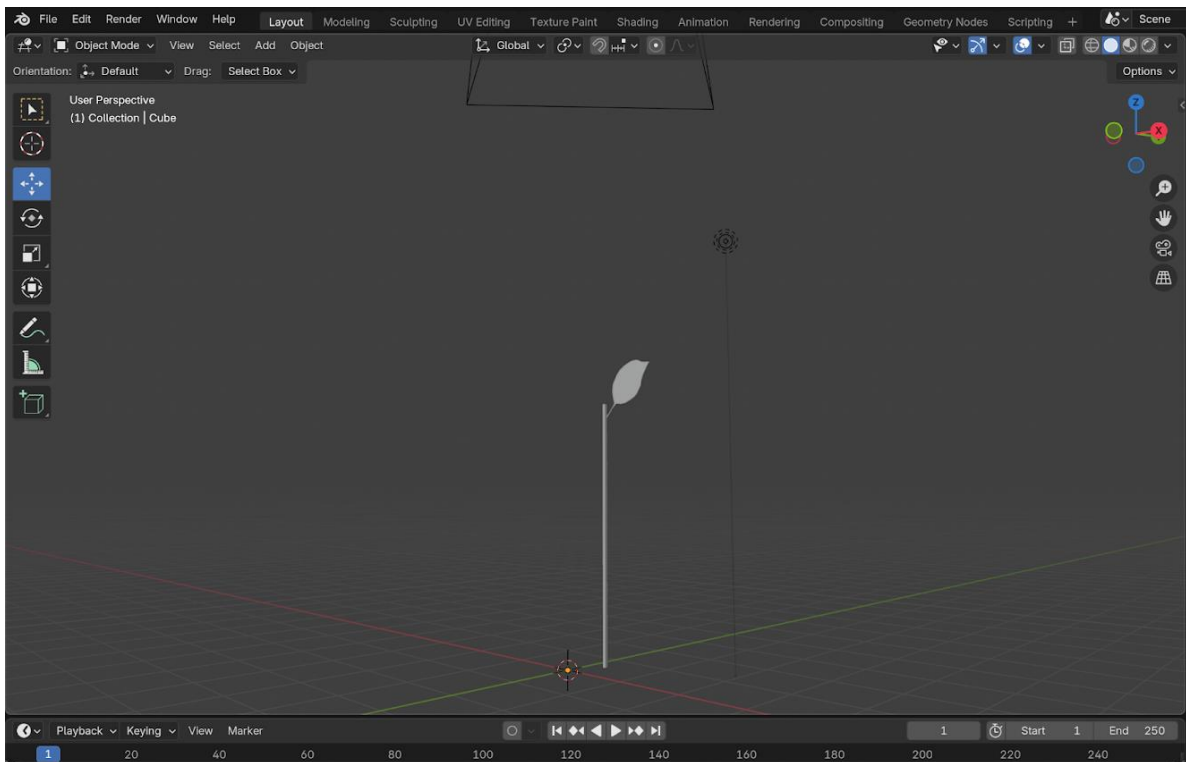 File Edit Render Window Help Layout Modeling Sculpting UV Editing Texture Paint Shading Animation Rendering Compositing Geometry Nodes Scripting + Scene
Object Mode View Select Add Object Global
Orientation: Default Drag: Select Box Options
User Perspective
(1) Collection | Cube
Z
X
Playback Keying View Marker 1 Start 1 End 250
1 20 40 60 80 100 120 140 160 180 200 220 240